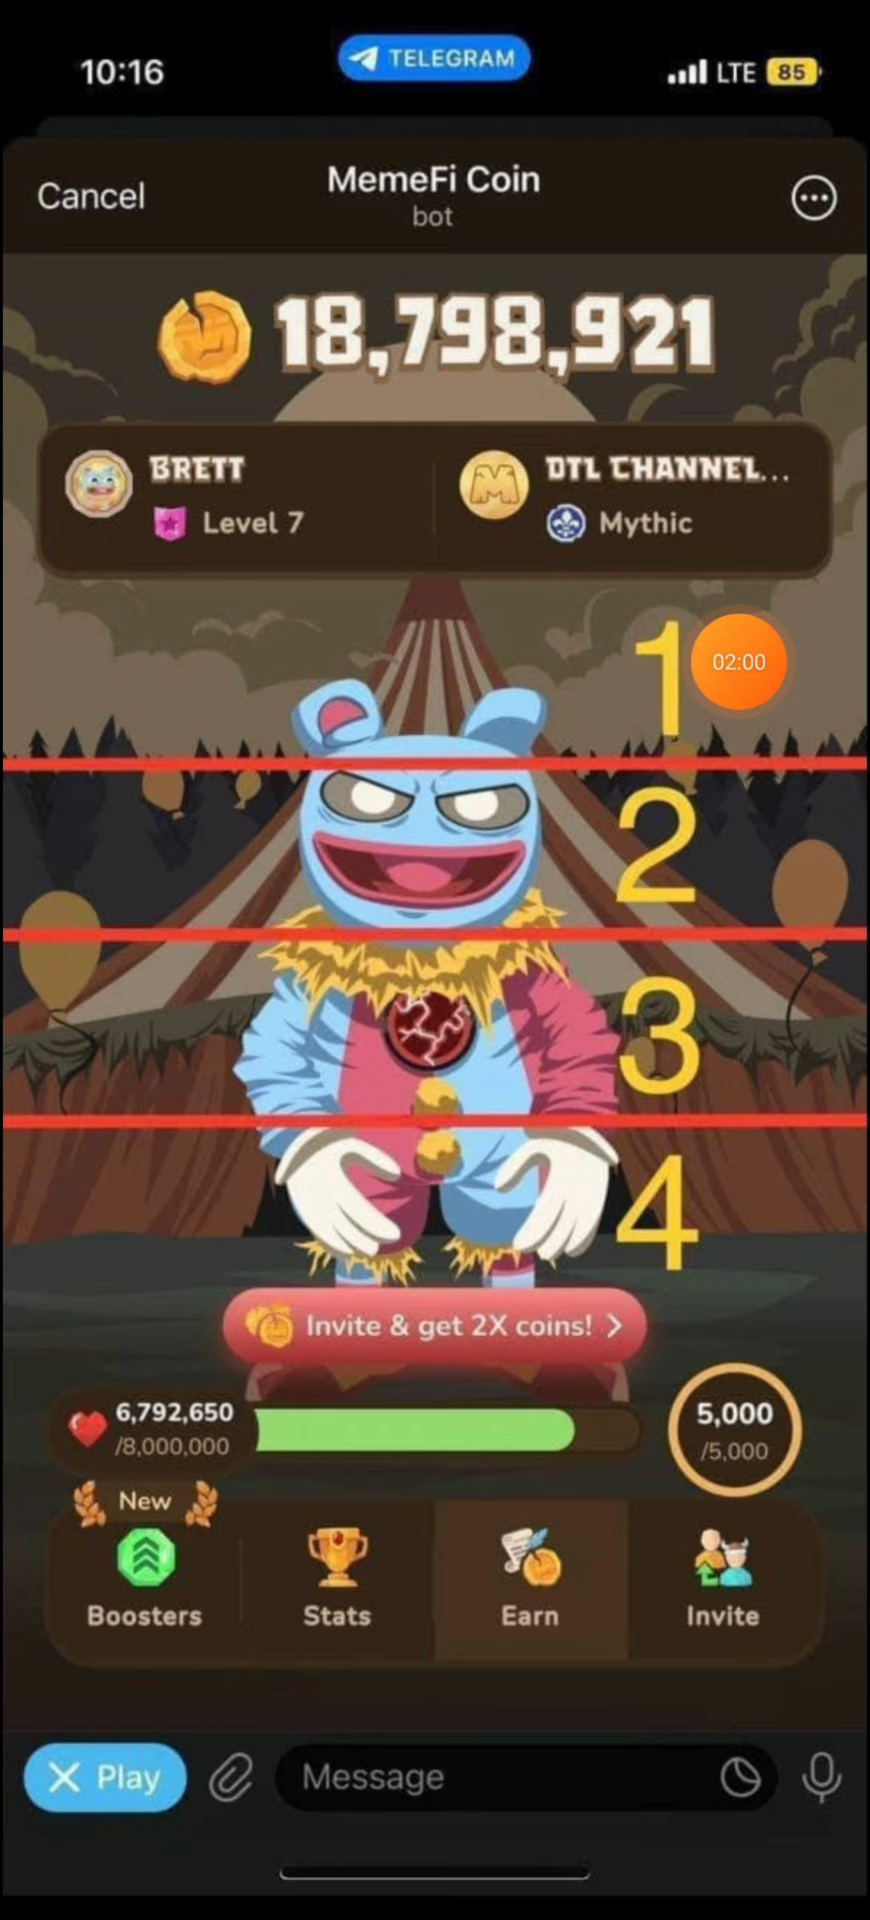 10:16
TELEGRAM
LTE 85
Cancel
MemeFi Coin
bot
18,798,921
BRETT
Level 7
DTL CHANNEL...
Mythic
1
02:00
2
3
4
Invite & get 2X coins!
6,792,650
/8,000,000
5,000
/5,000
New
Boosters
Stats
Earn
Invite
Play
Message